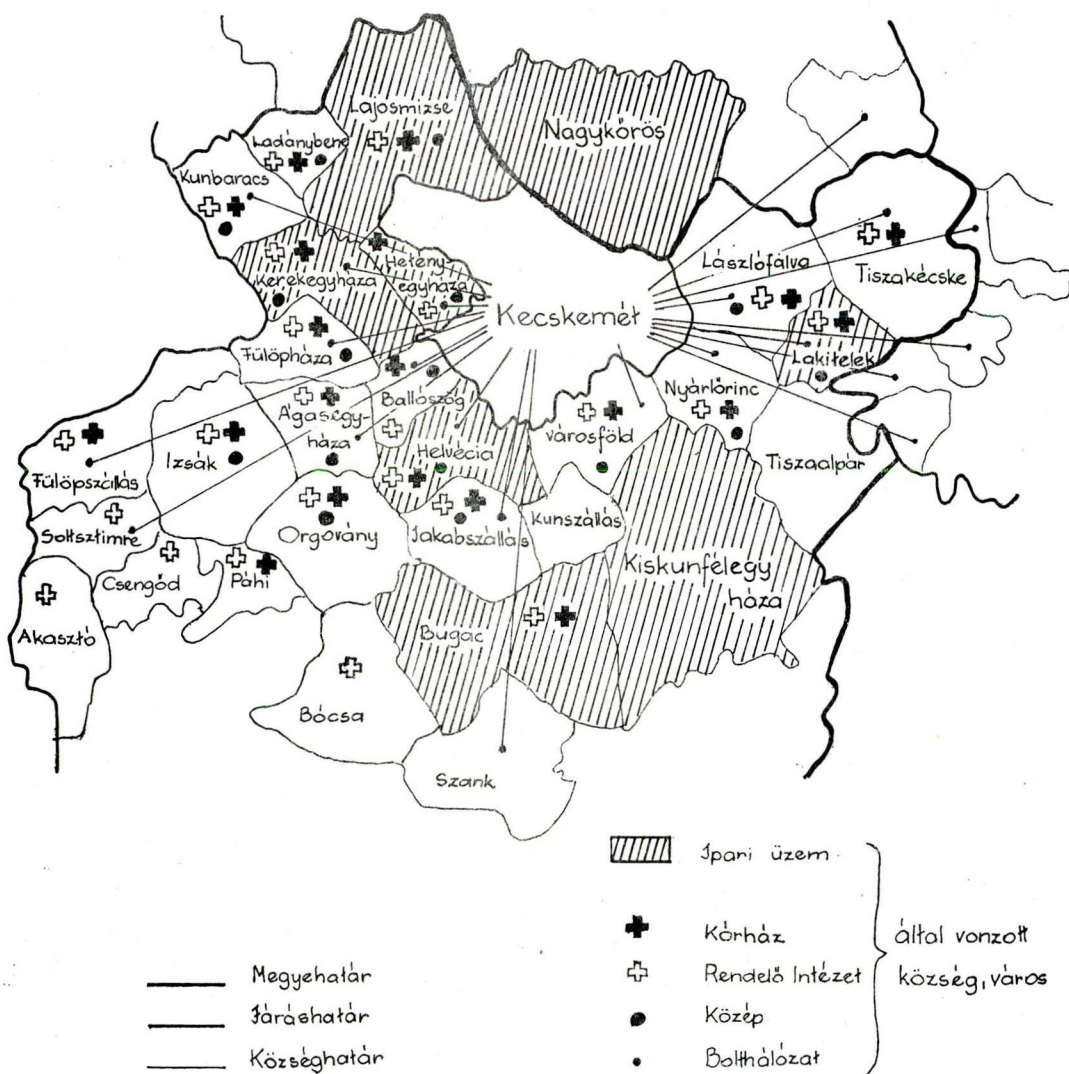 Lajosmizse
Nagykőrös
Ladánybene
Kunbaracs
Hetény
egyháza
Lászlófalva
Tiszakécske
Kerekegyháza
Kecskemét
Fülöpháza
Lakitelek
Ágasegy-
háza
Ballószög
Városföld
Nyárlőrinc
Izsák
Helvécia
Tiszaalpár
Fülöpszállás
Soltsztimre
Orgovány
Jakabszállás
Kunszállás
Csengőd
Páhi
Kiskunfélegy
háza
Akasztó
Bugac
Bócsa
Szank
Ipari üzem
Kórház
Rendelő Intézet
Közép
Bolthálózat
által vonzott
község, város
Megyehatár
Járáshatár
Községhatár